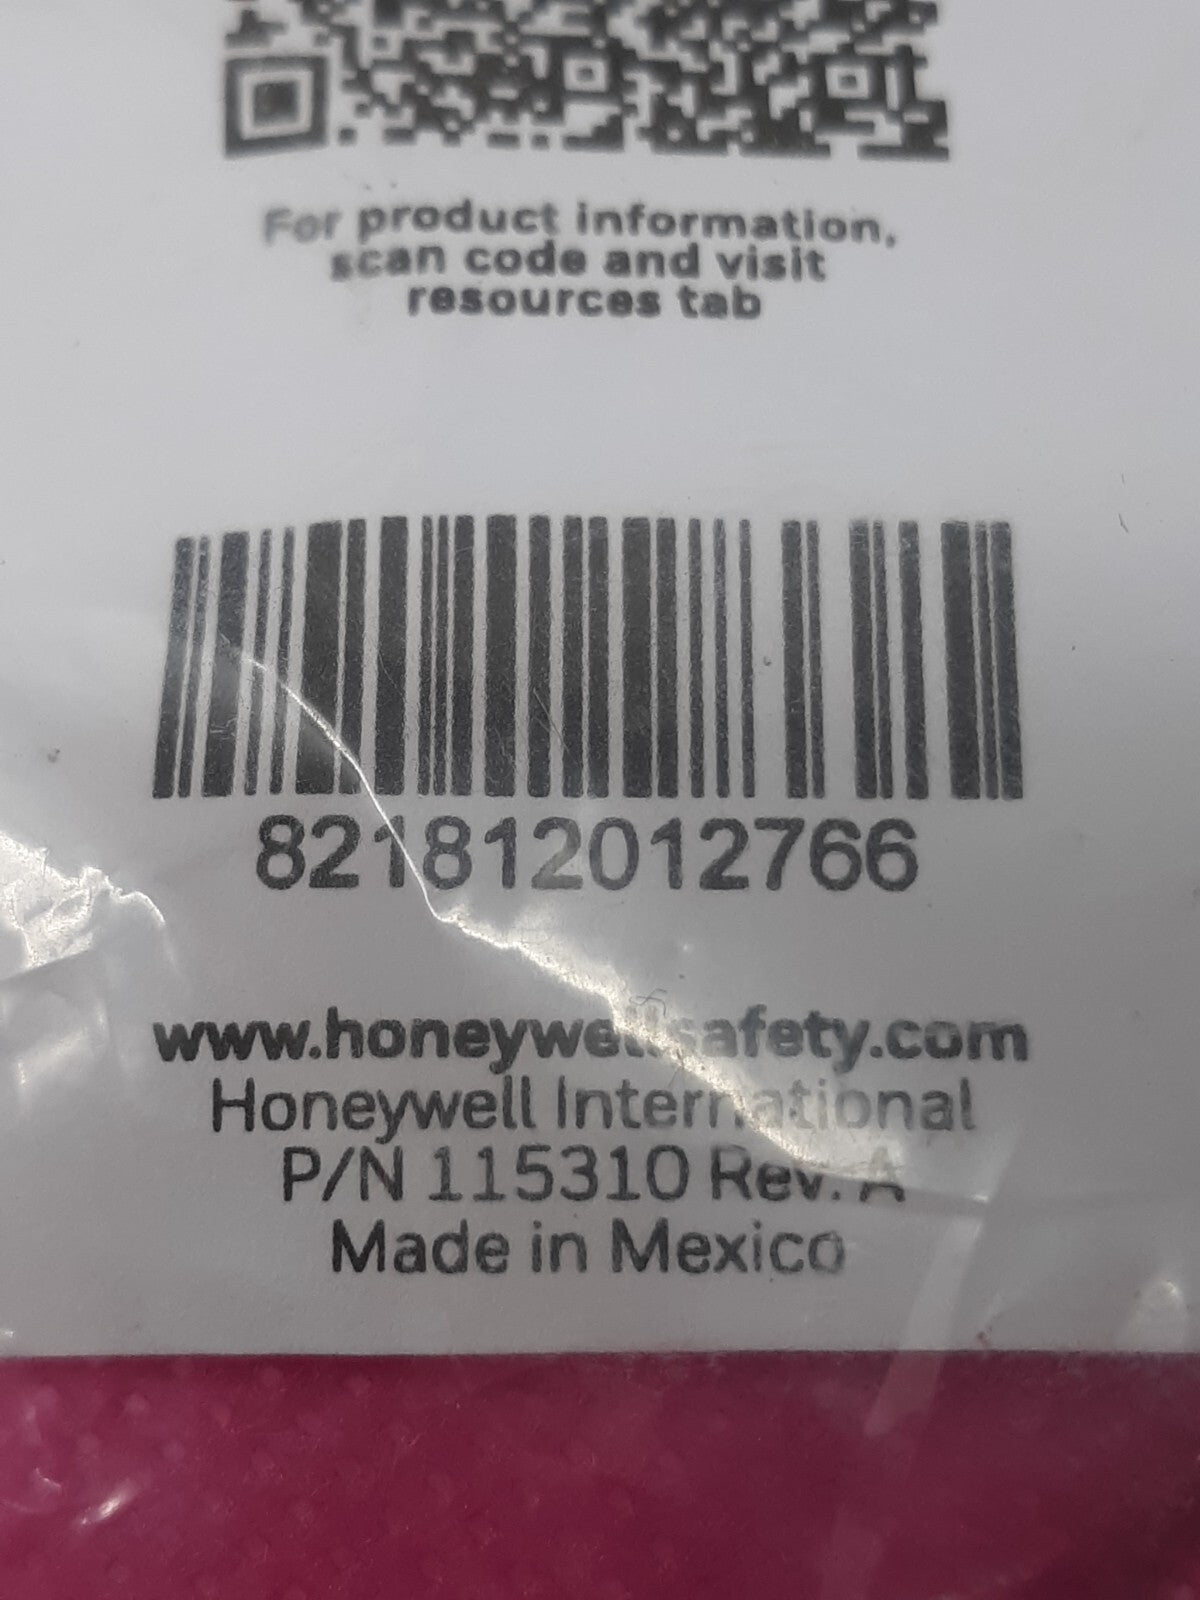 For product information,
scan code and visit
resources tab
821812012766
www.honeywellsafety.com
Honeywell International
P/N 115310 Rev. A
Made in Mexico